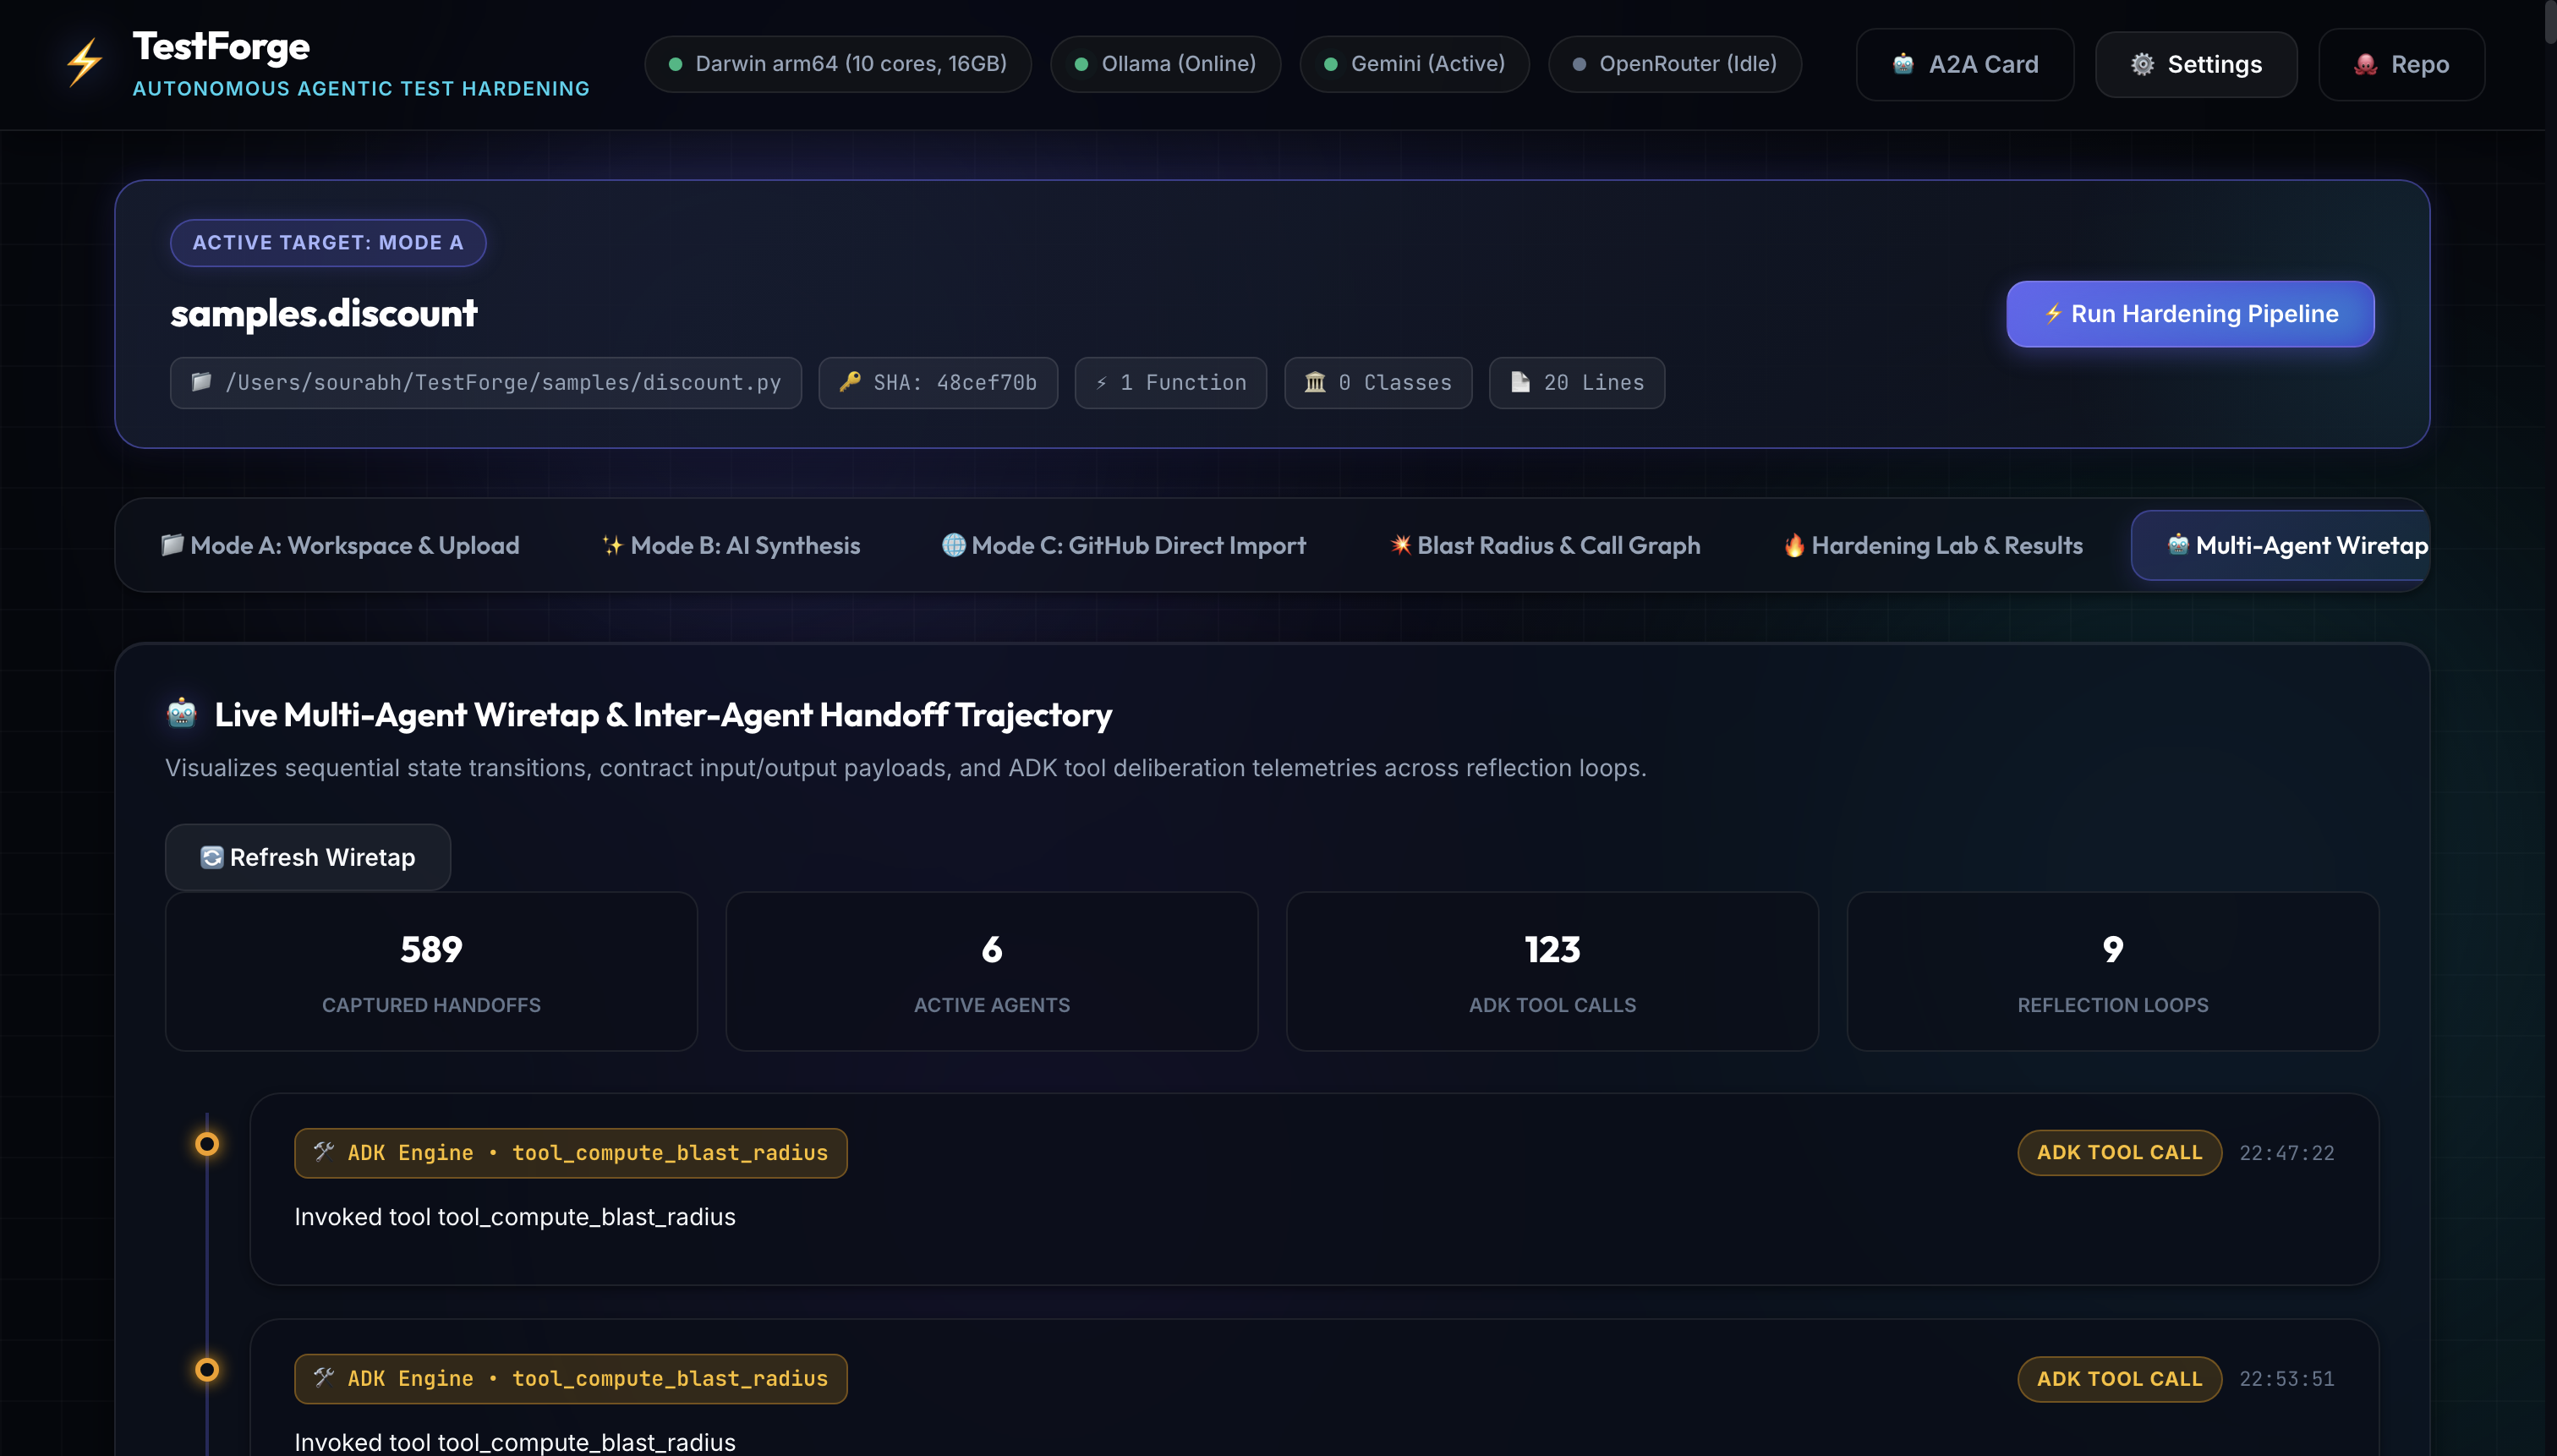 TestForge
AUTONOMOUS AGENTIC TEST HARDENING
Darwin arm64 (10 cores, 16GB)
Ollama (Online)
Gemini (Active)
OpenRouter (Idle)
A2A Card
Settings
Repo
ACTIVE TARGET: MODE A
samples.discount
Run Hardening Pipeline
/Users/sourabh/TestForge/samples/discount.py
SHA: 48cef70b
1 Function
0 Classes
20 Lines
Mode A: Workspace & Upload
Mode B: AI Synthesis
Mode C: GitHub Direct Import
Blast Radius & Call Graph
Hardening Lab & Results
Multi-Agent Wiretap
Live Multi-Agent Wiretap & Inter-Agent Handoff Trajectory
Visualizes sequential state transitions, contract input/output payloads, and ADK tool deliberation telemetries across reflection loops.
Refresh Wiretap
589
CAPTURED HANDOFFS
6
ACTIVE AGENTS
123
ADK TOOL CALLS
9
REFLECTION LOOPS
ADK Engine • tool_compute_blast_radius
ADK TOOL CALL
22:47:22
Invoked tool tool_compute_blast_radius
ADK Engine • tool_compute_blast_radius
ADK TOOL CALL
22:53:51
Invoked tool tool_compute_blast_radius